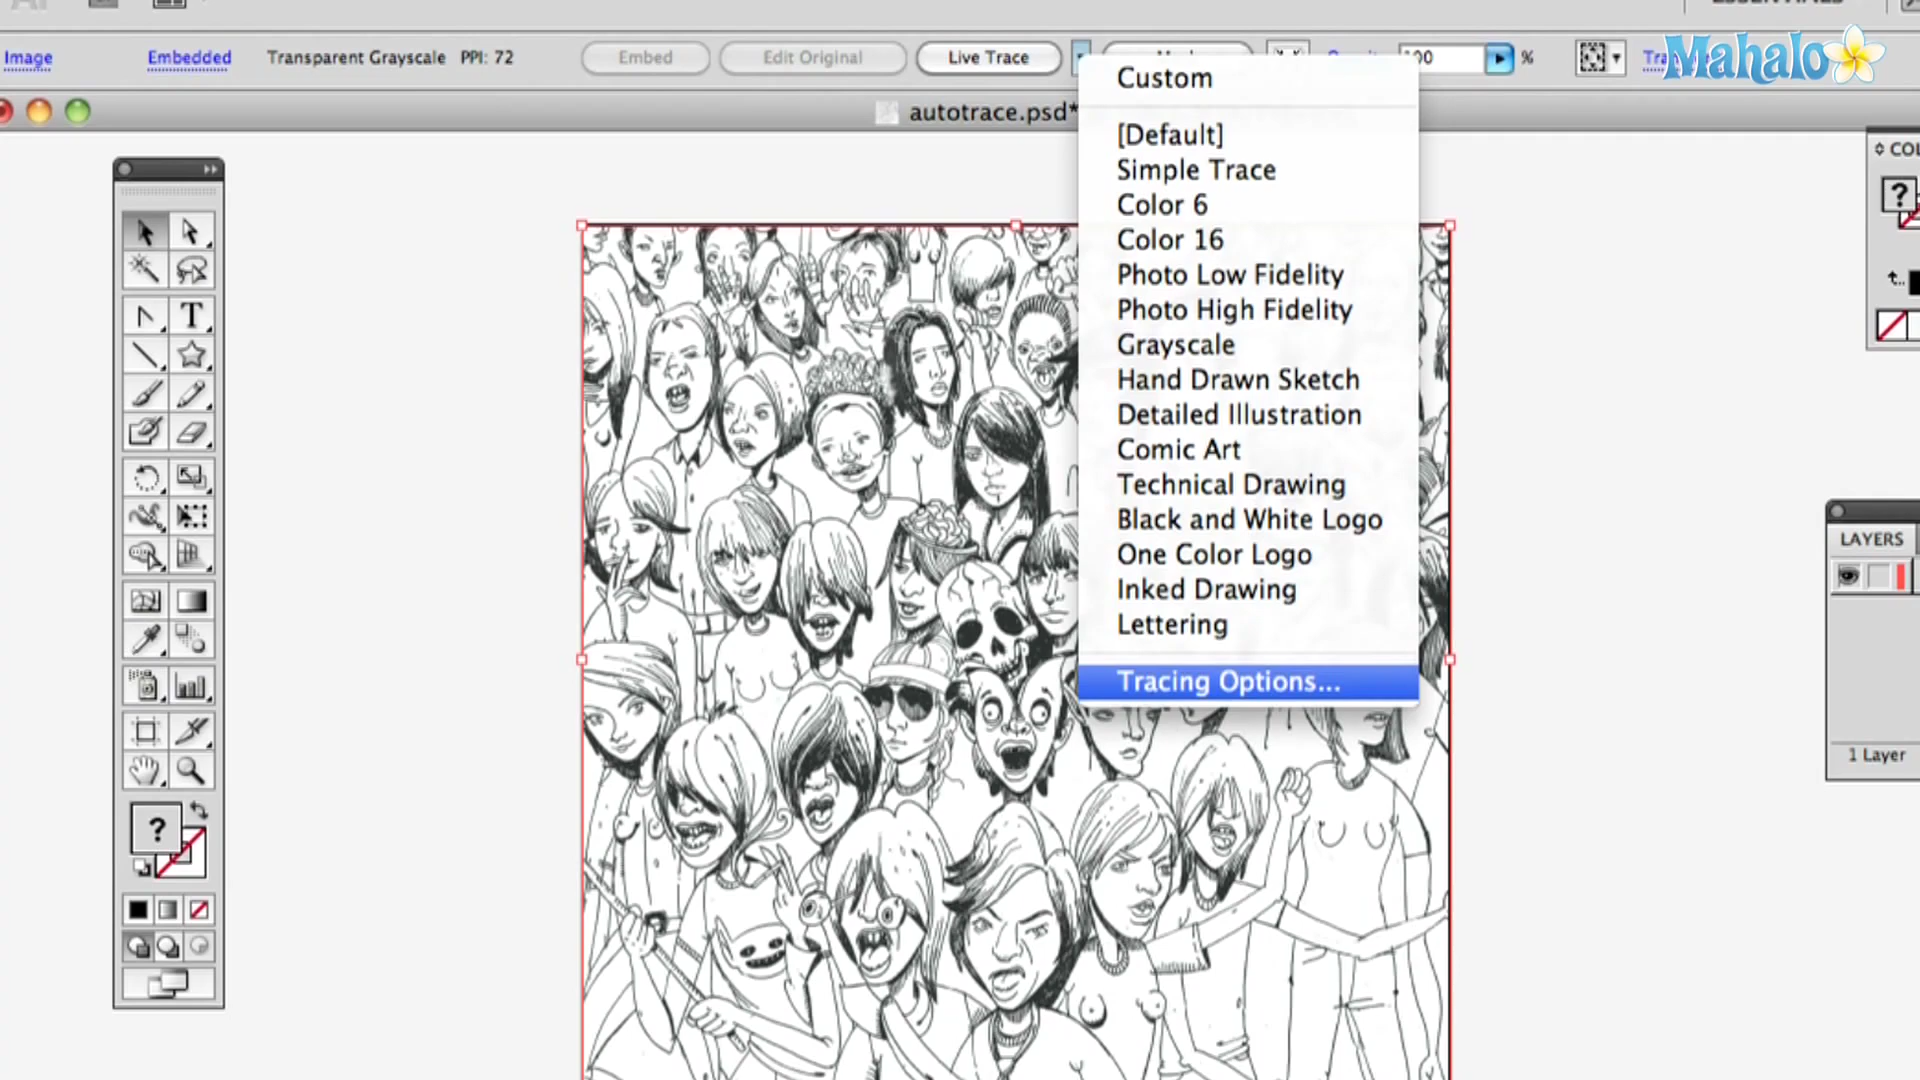 Image Embedded Transparent Grayscale PPI: 72 Embed Edit Original Live Trace 00 %
Mahalo
autotrace.psd*
Custom
[Default]
Simple Trace
Color 6
Color 16
Photo Low Fidelity
Photo High Fidelity
Grayscale
Hand Drawn Sketch
Detailed Illustration
Comic Art
Technical Drawing
Black and White Logo
One Color Logo
Inked Drawing
Lettering
Tracing Options...
T
?
COL
?
LAYERS
1 Layer